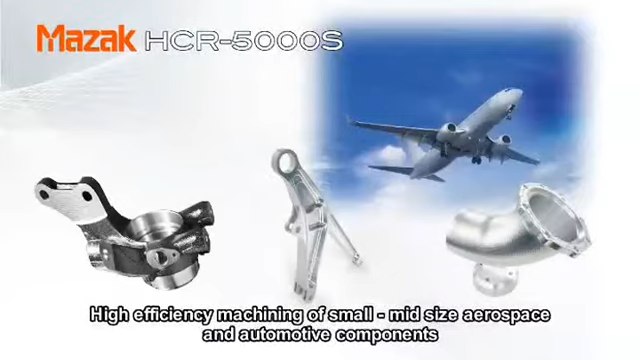 Mazak HCR-5000S
High efficiency machining of small - mid size aerospace
and automotive components